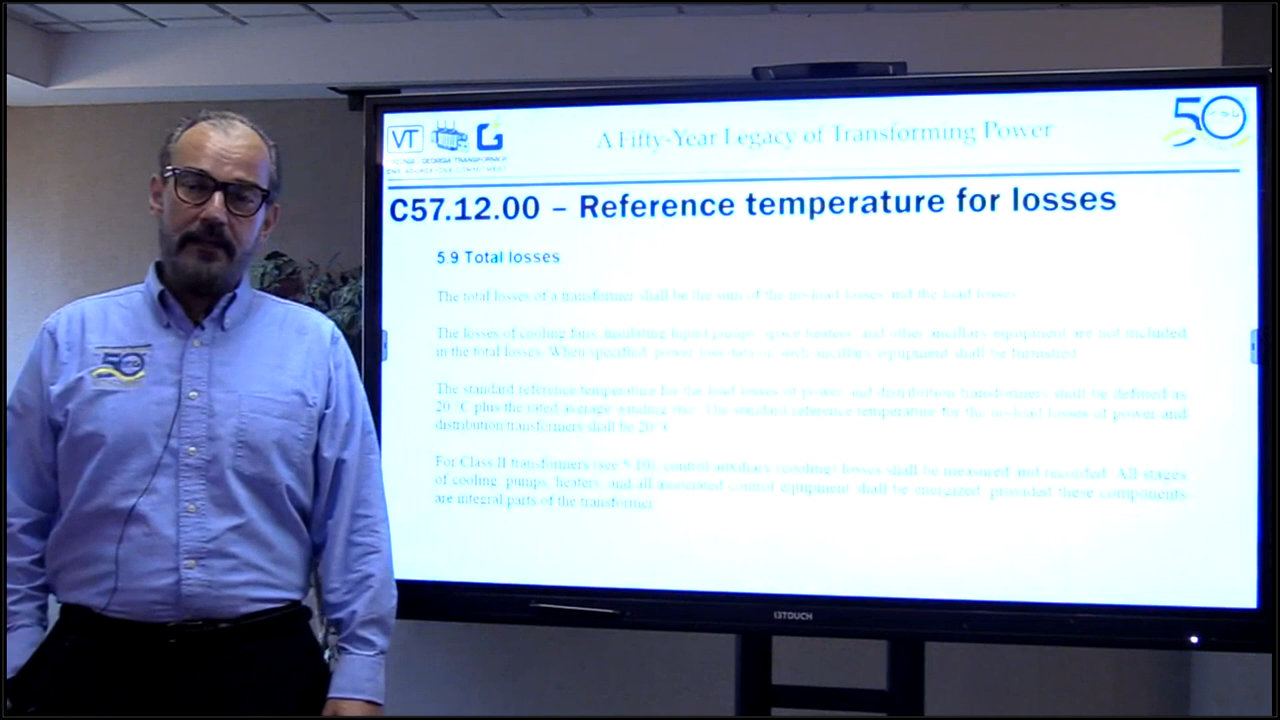 VT
G
A Fifty-Year Legacy of Transforming Power
50
GEORGIA TRANSFORMER
C57.12.00 – Reference temperature for losses
5.9 Total losses
The total losses of a transformer shall be the sum of the no-load losses and the load losses.
The losses of cooling fans, insulating liquid pumps, space heaters, and other ancillary equipment are not included
in the total losses. When specified, power loss data on such ancillary equipment shall be furnished.
The standard reference temperature for the load losses of power and distribution transformers shall be defined as
20 °C plus the rated average winding rise. The standard reference temperature for the no-load losses of power and
distribution transformers shall be 20 °C
For Class II transformers (see 5.10), control auxiliary (cooling) losses shall be measured and recorded. All stages
of cooling, pumps, heaters, and all associated control equipment shall be energized, provided these components
are integral parts of the transformer.
50
i3TOUCH